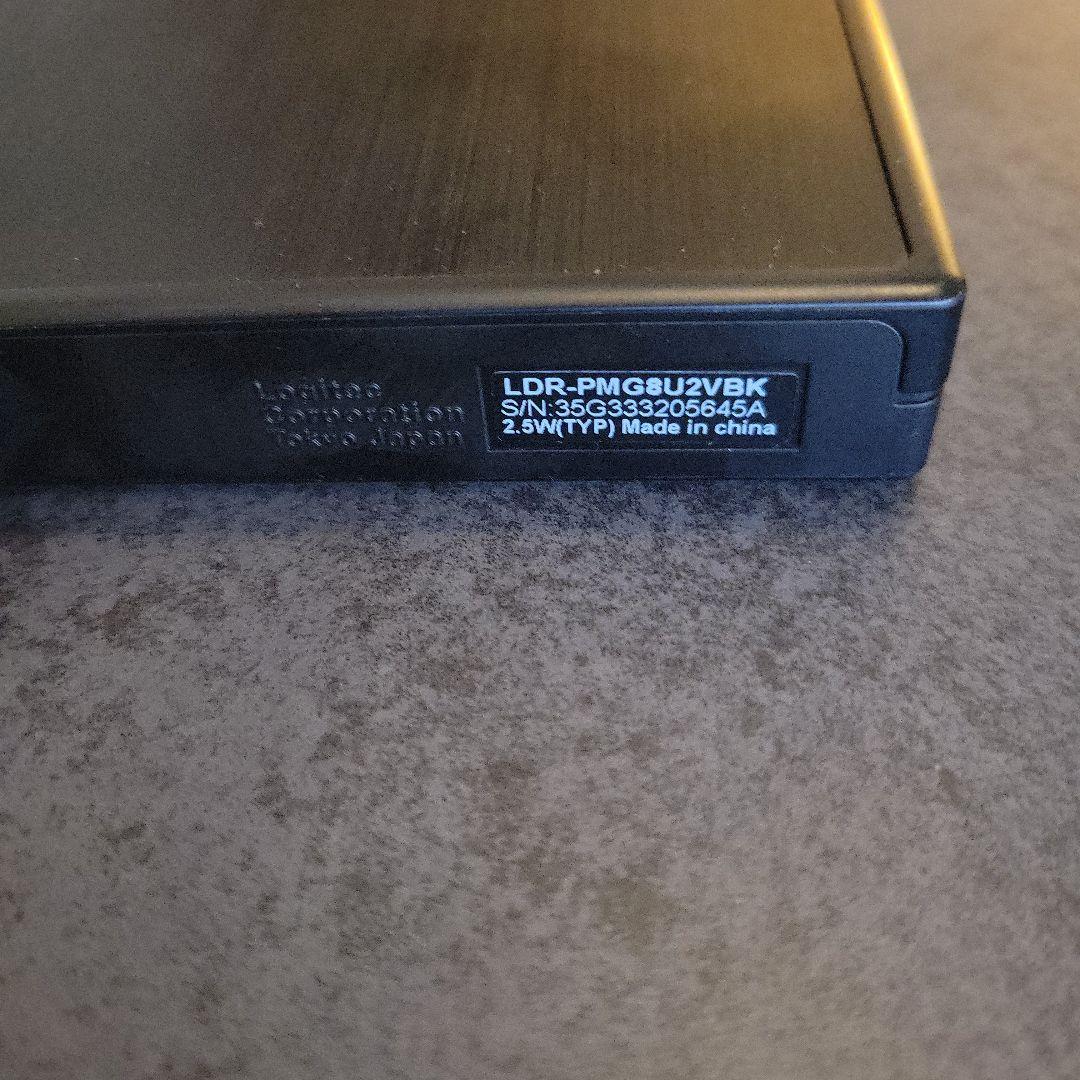 Logitec
Corporation
Tokyo Japan
LDR-PMG8U2VBK
S/N:35G333205645A
2.5W(TYP) Made in china